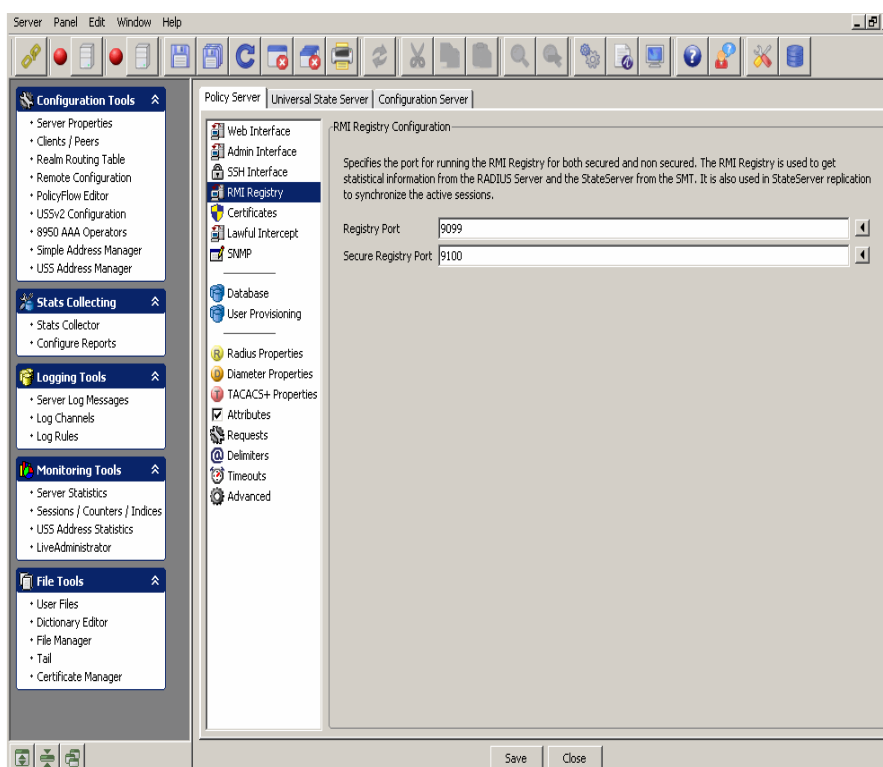 Server Panel Edit Window Help
Configuration Tools
Server Properties
Clients / Peers
Realm Routing Table
Remote Configuration
PolicyFlow Editor
USSv2 Configuration
8950 AAA Operators
Simple Address Manager
USS Address Manager
Stats Collecting
Stats Collector
Configure Reports
Logging Tools
Server Log Messages
Log Channels
Log Rules
Monitoring Tools
Server Statistics
Sessions / Counters / Indices
USS Address Statistics
LiveAdministrator
File Tools
User Files
Dictionary Editor
File Manager
Tail
Certificate Manager
Policy Server Universal State Server Configuration Server
Web Interface
Admin Interface
SSH Interface
RMI Registry
Certificates
Lawful Intercept
SNMP
Database
User Provisioning
R Radius Properties
D Diameter Properties
T TACACS+ Properties
Attributes
Requests
@ Delimiters
Timeouts
Advanced
RMI Registry Configuration
Specifies the port for running the RMI Registry for both secured and non secured. The RMI Registry is used to get
statistical information from the RADIUS Server and the StateServer from the SMT. It is also used in StateServer replication
to synchronize the active sessions.
Registry Port 9099
Secure Registry Port 9100
Save Close